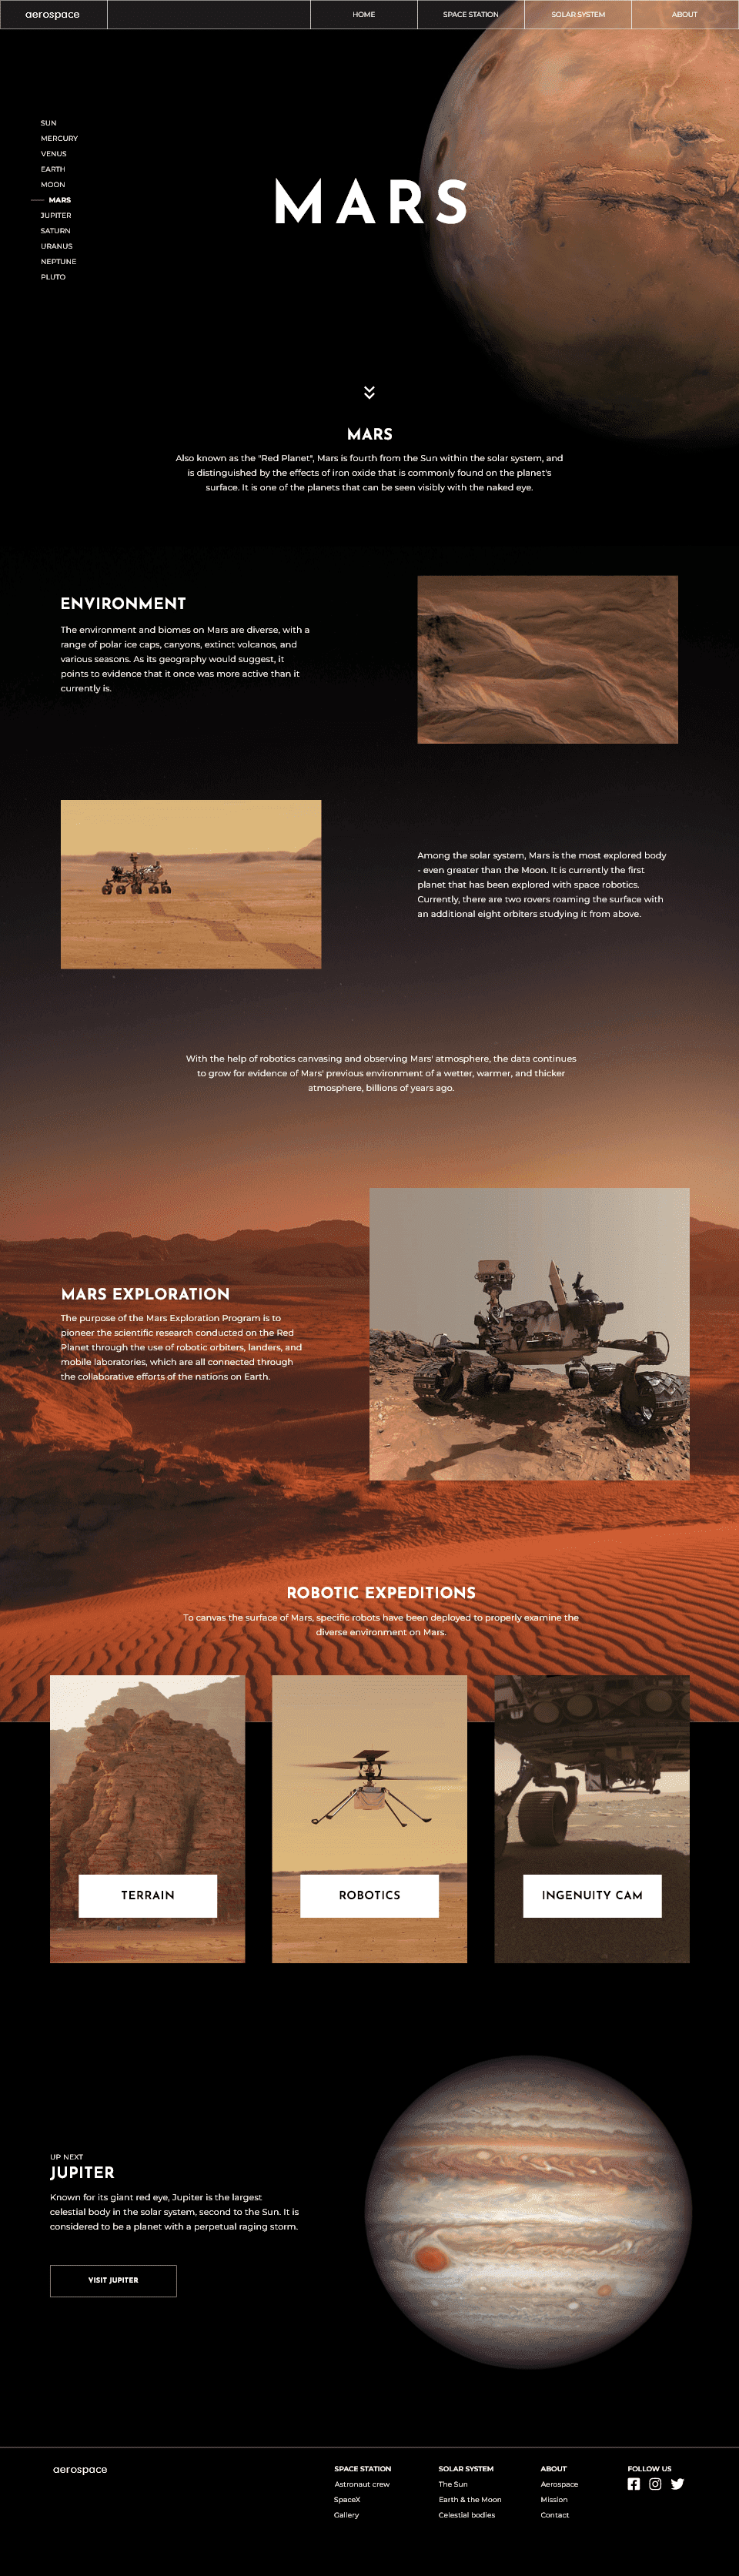 aerospace
HOME
SPACE STATION
SOLAR SYSTEM
ABOUT
SUN
MERCURY
VENUS
EARTH
MOON
MARS
JUPITER
SATURN
URANUS
NEPTUNE
PLUTO
MARS
MARS
Also known as the "Red Planet", Mars is fourth from the Sun within the solar system, and
is distinguished by the effects of iron oxide that is commonly found on the planet's
surface. It is one of the planets that can be seen visibly with the naked eye.
ENVIRONMENT
The environment and biomes on Mars are diverse, with a
range of polar ice caps, canyons, extinct volcanos, and
various seasons. As its geography would suggest, it
points to evidence that it once was more active than it
currently is.
Among the solar system, Mars is the most explored body
- even greater than the Moon. It is currently the first
planet that has been explored with space robotics.
Currently, there are two rovers roaming the surface with
an additional eight orbiters studying it from above.
With the help of robotics canvasing and observing Mars' atmosphere, the data continues
to grow for evidence of Mars' previous environment of a wetter, warmer, and thicker
atmosphere, billions of years ago.
MARS EXPLORATION
The purpose of the Mars Exploration Program is to
pioneer the scientific research conducted on the Red
Planet through the use of robotic orbiters, landers, and
mobile laboratories, which are all connected through
the collaborative efforts of the nations on Earth.
ROBOTIC EXPEDITIONS
To canvas the surface of Mars, specific robots have been deployed to properly examine the
diverse environment on Mars.
TERRAIN
ROBOTICS
INGENUITY CAM
UP NEXT
JUPITER
Known for its giant red eye, Jupiter is the largest
celestial body in the solar system, second to the Sun. It is
considered to be a planet with a perpetual raging storm.
VISIT JUPITER
aerospace
SPACE STATION
Astronaut crew
SpaceX
Gallery
SOLAR SYSTEM
The Sun
Earth & the Moon
Celestial bodies
ABOUT
Aerospace
Mission
Contact
FOLLOW US